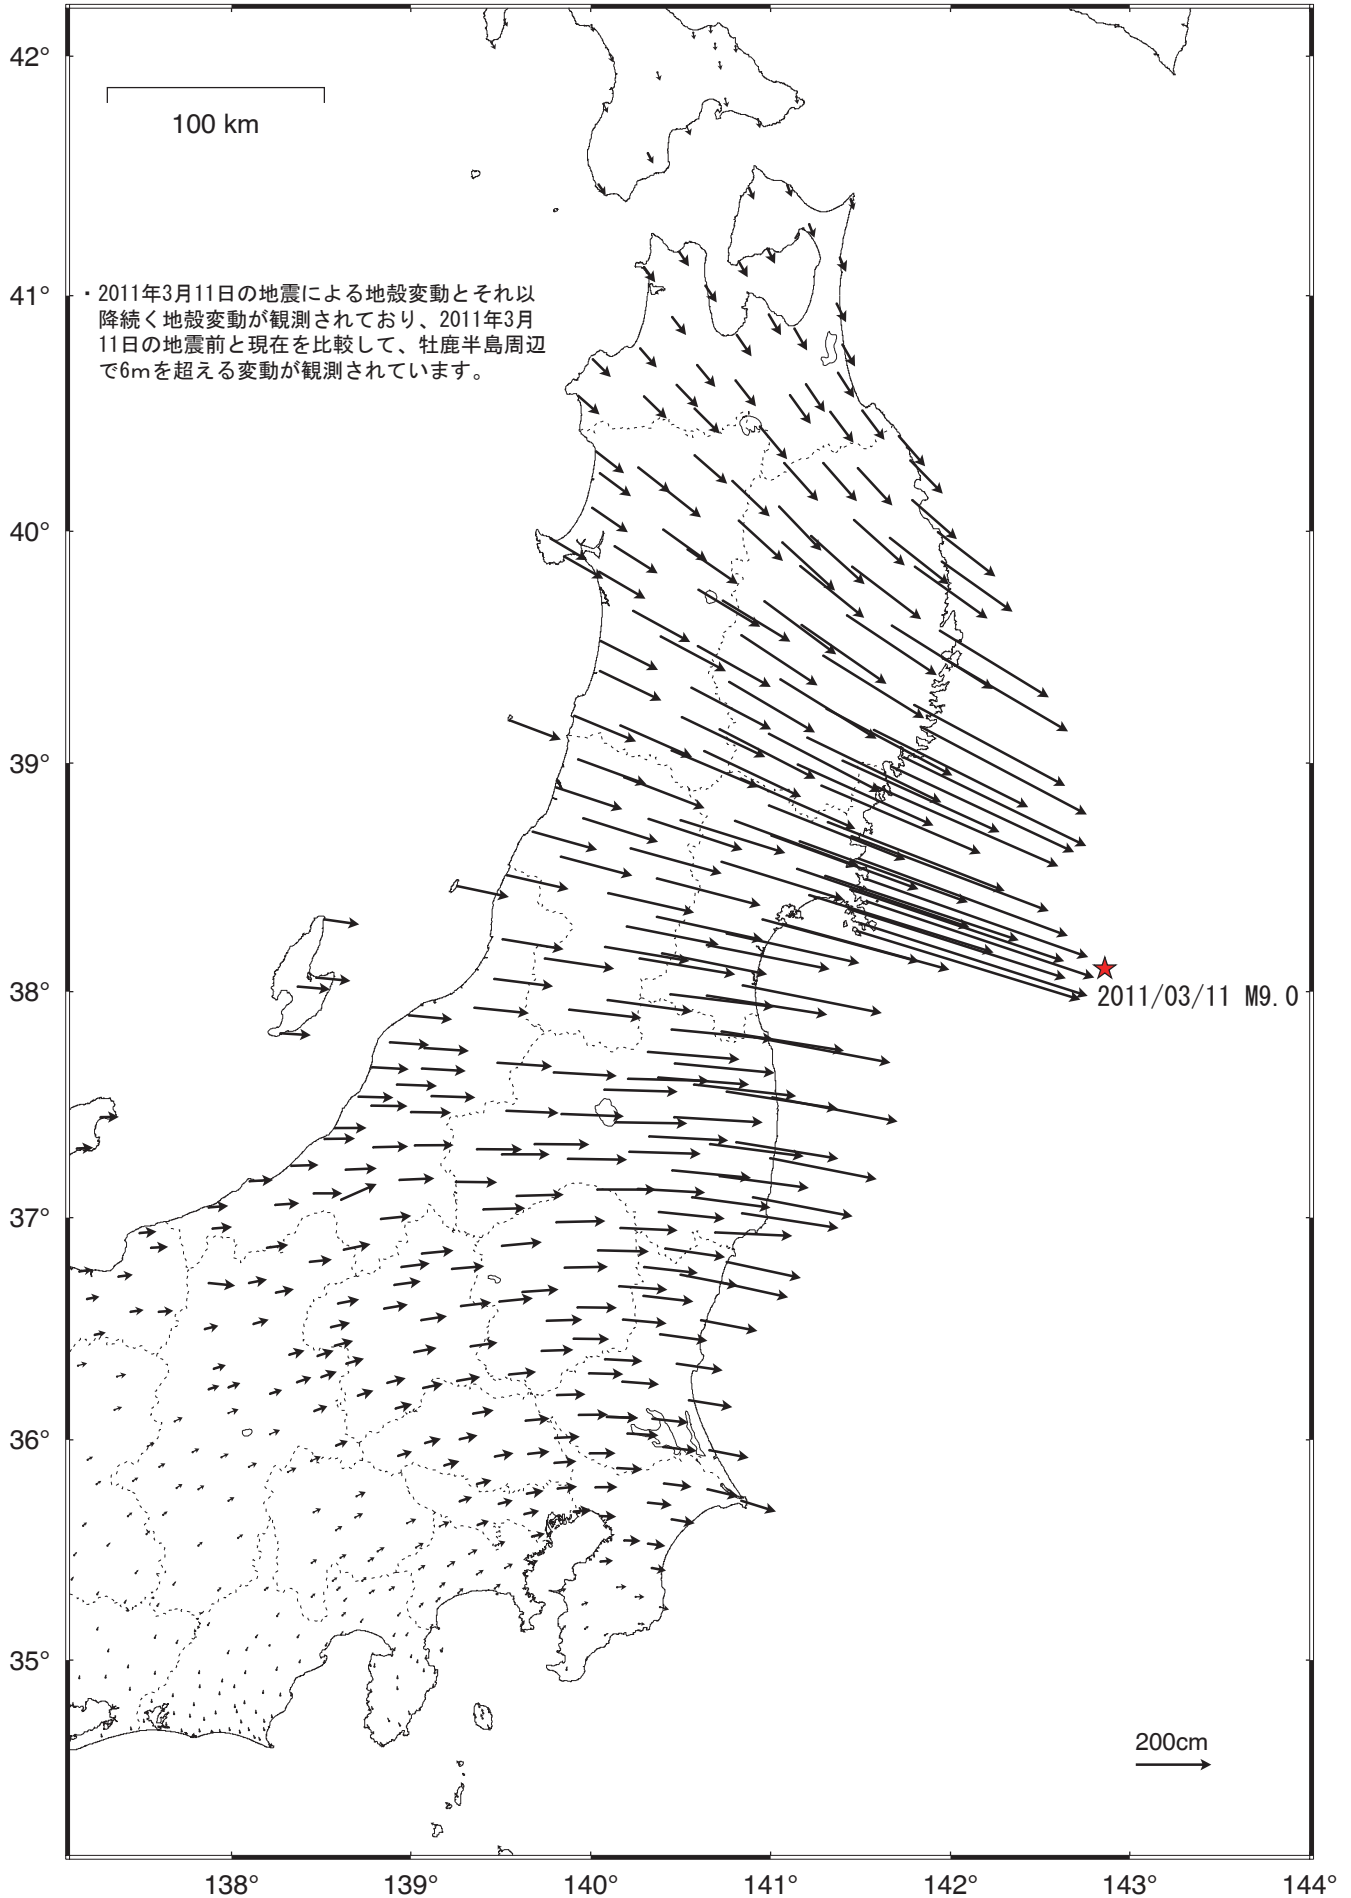 42°
100 km
41°
・2011年3月11日の地震による地殻変動とそれ以
降続く地殻変動が観測されており、2011年3月
11日の地震前と現在を比較して、牡鹿半島周辺
で6mを超える変動が観測されています。
40°
39°
38°
2011/03/11 M9.0
37°
36°
35°
200cm
138°
139°
140°
141°
142°
143°
144°